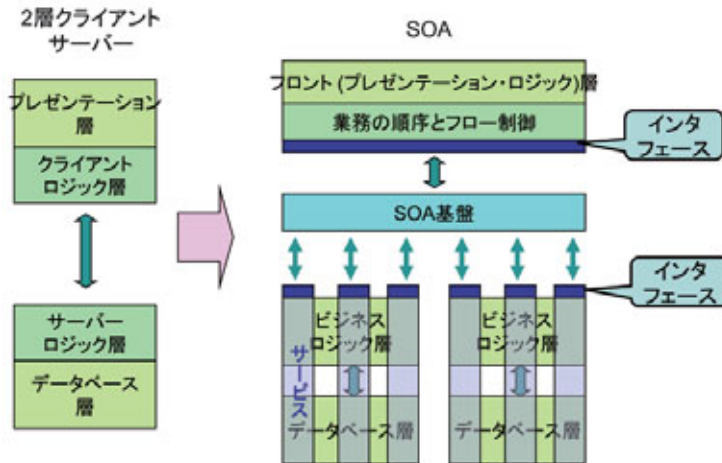 2層クライアント
サーバー
プレゼンテーション
層
クライアント
ロジック層
サーバー
ロジック層
データベース
層
SOA
フロント(プレゼンテーション・ロジック)層
業務の順序とフロー制御
インタ
フェース
SOA基盤
インタ
フェース
ビジネス
ロジック層
サービス
データベース層
ビジネス
ロジック層
データベース層